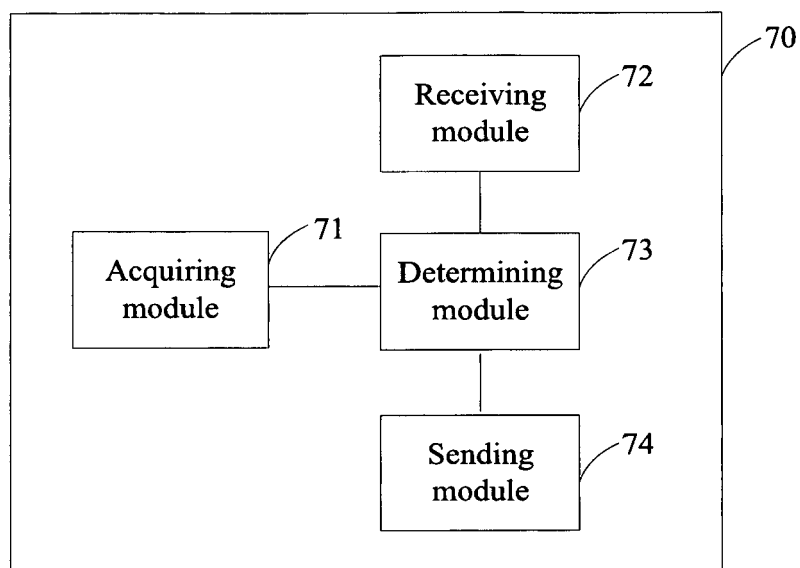 70
72
Receiving
module
71
73
Acquiring
module
Determining
module
74
Sending
module